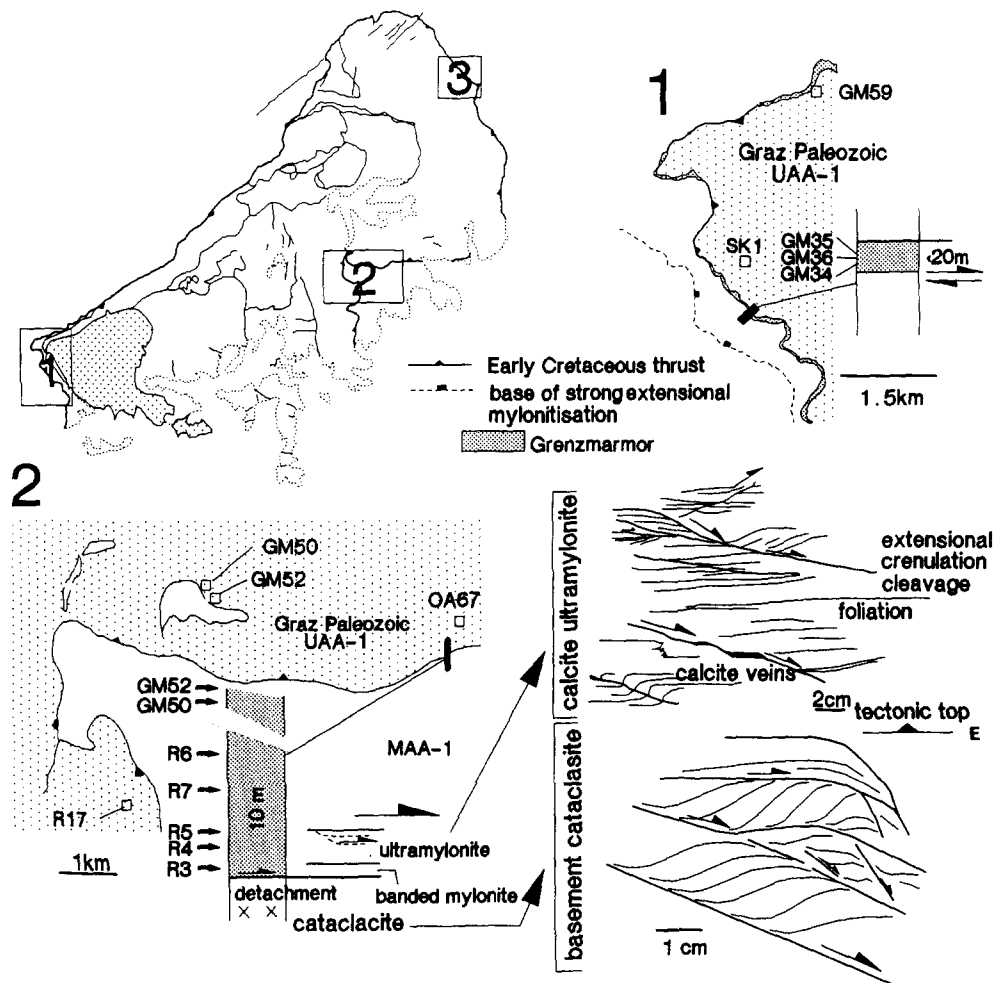 3
2
1
Early Cretaceous thrust
base of strong extensional
mylonitisation
Grenzmarmor
1
GM59
Graz Paleozoic
UAA-1
SK1
GM35
GM36
GM34
<20m
1.5km
2
GM50
GM52
OA67
Graz Paleozoic
UAA-1
GM52
GM50
R6
R7
R5
R4
R3
R17
1km
10 m
MAA-1
ultramylonite
banded mylonite
detachment
x x
cataclacite
calcite ultramylonite
extensional
crenulation
cleavage
foliation
calcite veins
2cm
tectonic top
E
basement cataclasite
1 cm